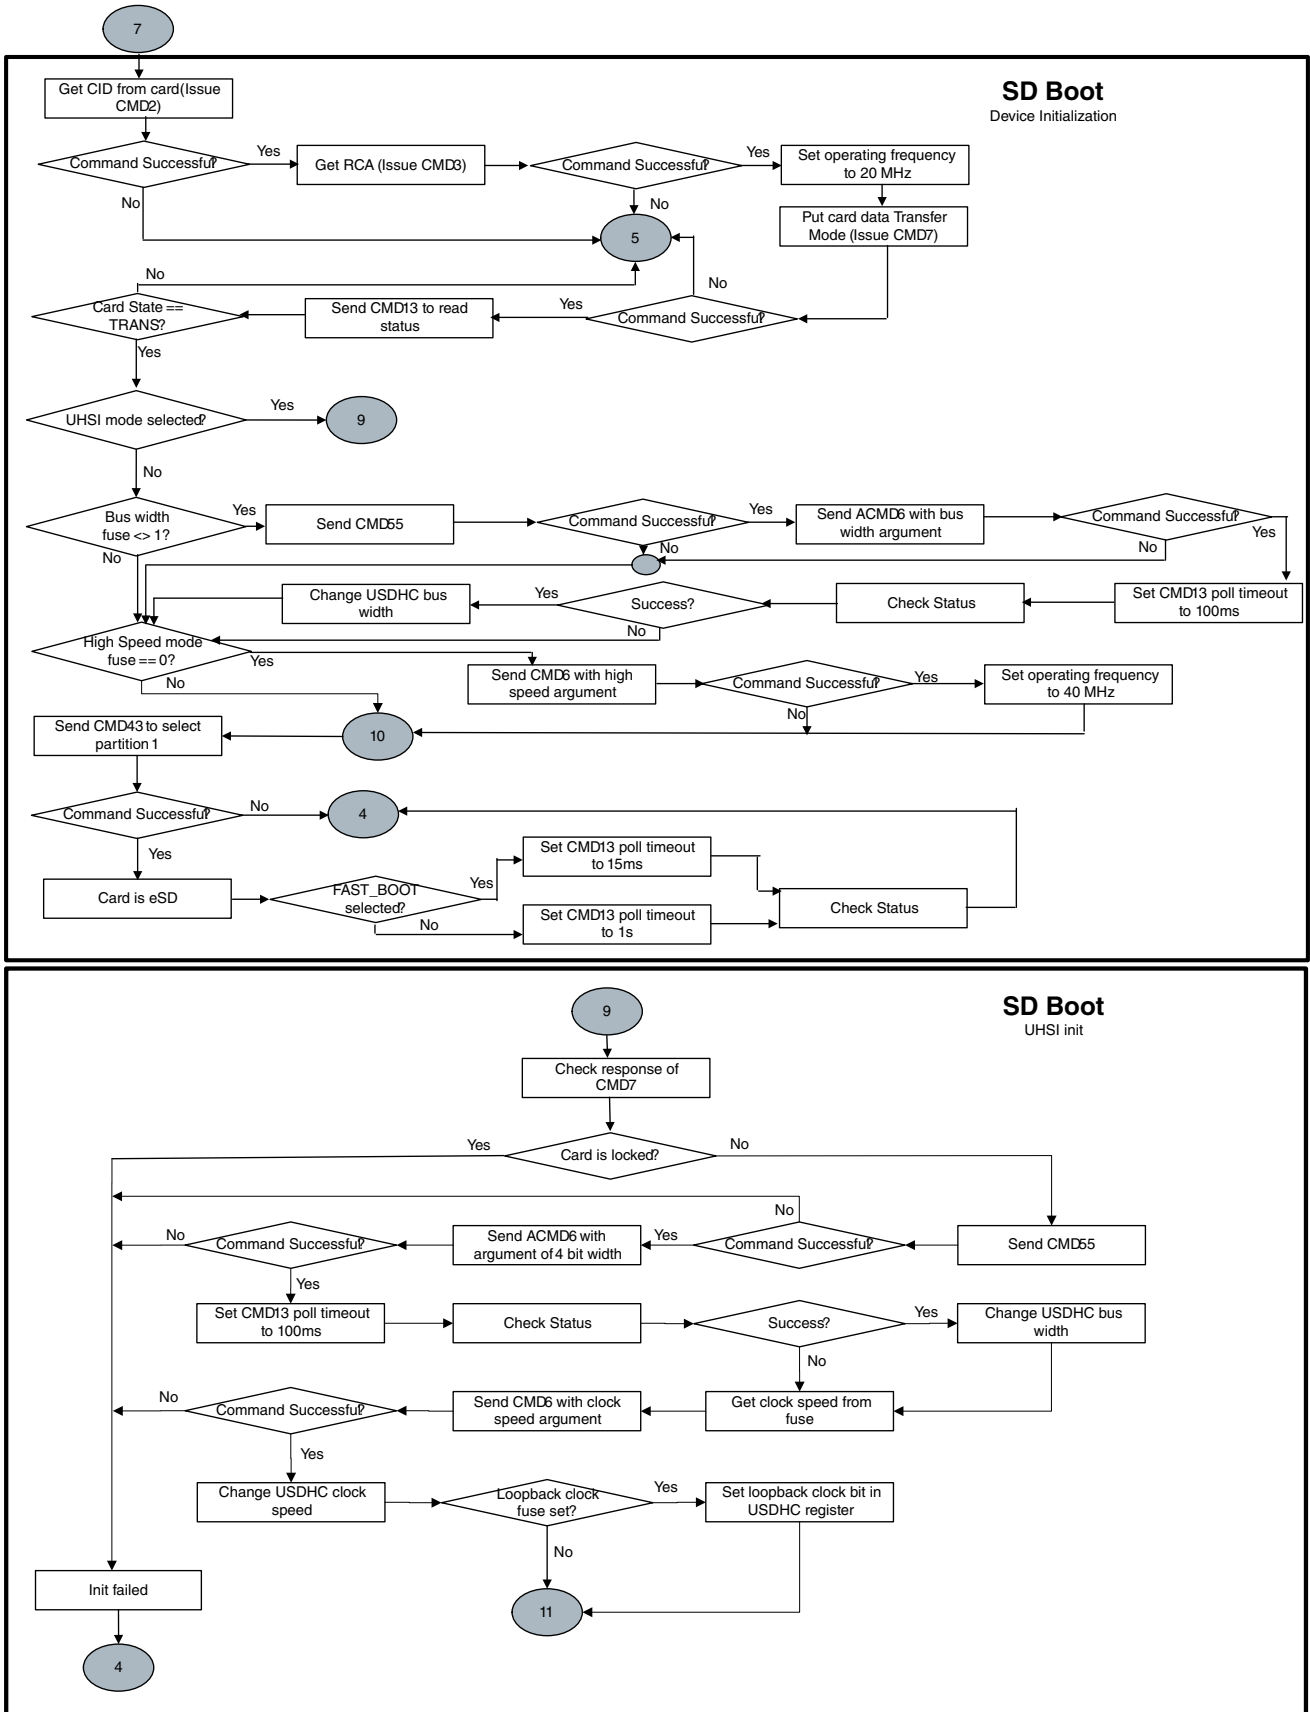 7
SD Boot
Device Initialization
Get CID from card(Issue
CMD2)
Command Successful?
Yes
Get RCA (Issue CMD3)
Command Successful?
Yes
Set operating frequency
to 20 MHz
No
No
5
Put card data Transfer
Mode (Issue CMD7)
No
No
Card State ==
TRANS?
Send CMD13 to read
status
Yes
Command Successful?
Yes
UHSI mode selected?
Yes
9
No
Bus width
fuse <> 1?
Yes
Send CMD55
Command Successful?
Yes
Send ACMD6 with bus
width argument
Command Successful?
Yes
No
No
No
Change USDHC bus
width
Yes
Success?
Check Status
Set CMD13 poll timeout
to 100ms
No
High Speed mode
fuse == 0?
Yes
Send CMD6 with high
speed argument
Command Successful?
Yes
Set operating frequency
to 40 MHz
No
No
Send CMD43 to select
partition 1
10
Command Successful?
No
4
Yes
Card is eSD
FAST_BOOT
selected?
Yes
Set CMD13 poll timeout
to 15ms
Check Status
No
Set CMD13 poll timeout
to 1s
SD Boot
UHSI init
9
Check response of
CMD7
Yes
Card is locked?
No
No
No
Command Successful?
Send ACMD6 with
argument of 4 bit width
Yes
Command Successful?
Send CMD55
Yes
Set CMD13 poll timeout
to 100ms
Check Status
Success?
Yes
Change USDHC bus
width
No
No
Command Successful?
Send CMD6 with clock
speed argument
Get clock speed from
fuse
Yes
Change USDHC clock
speed
Loopback clock
fuse set?
Yes
Set loopback clock bit in
USDHC register
No
Init failed
11
4